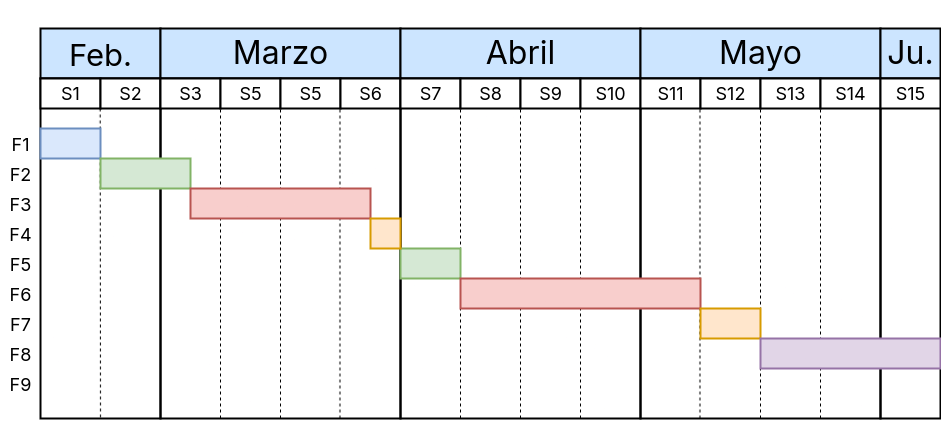 Feb. Marzo Abril Mayo Ju.
S1 S2 S3 S5 S5 S6 S7 S8 S9 S10 S11 S12 S13 S14 S15
F1
F2
F3
F4
F5
F6
F7
F8
F9